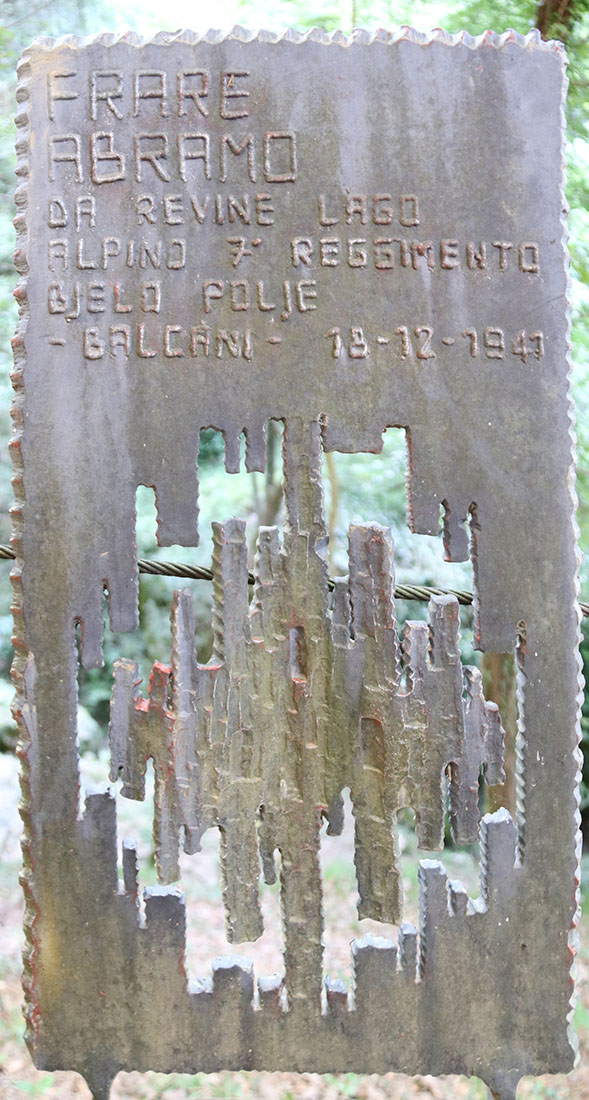 FRARE
ABRAMO
DA REVINE LAGO
ALPINO 7° REGGIMENTO
BJELO POLJE
- BALCANI - 18-12-1941